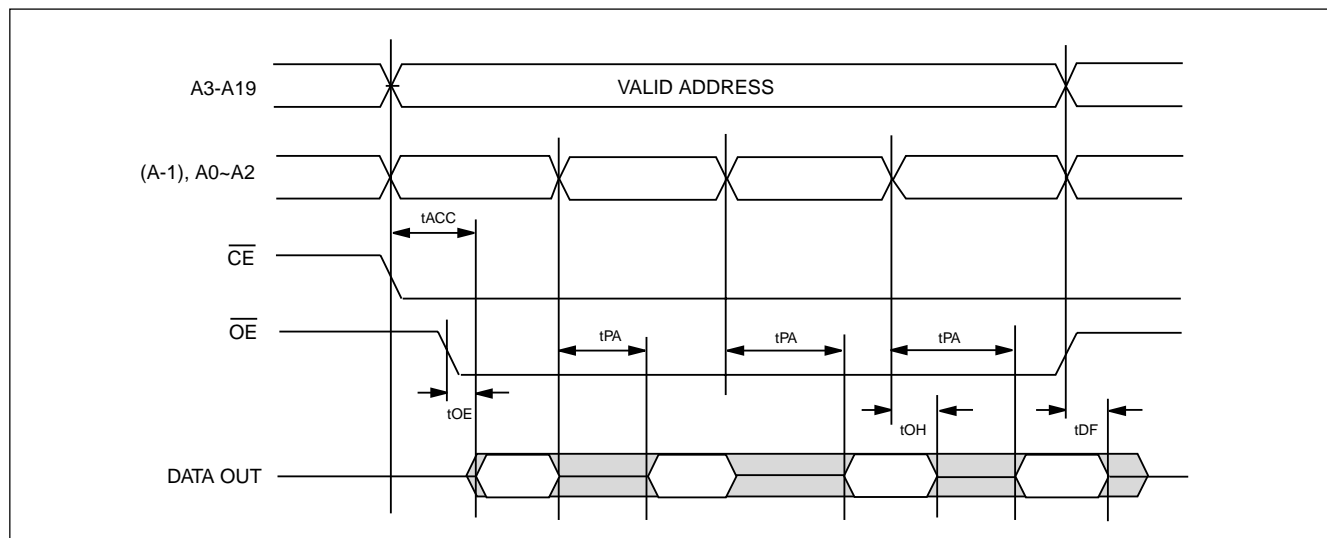 A3-A19
VALID ADDRESS
(A-1), A0~A2
tACC
CE
OE
tPA
tPA
tPA
tOE
tOH
tDF
DATA OUT